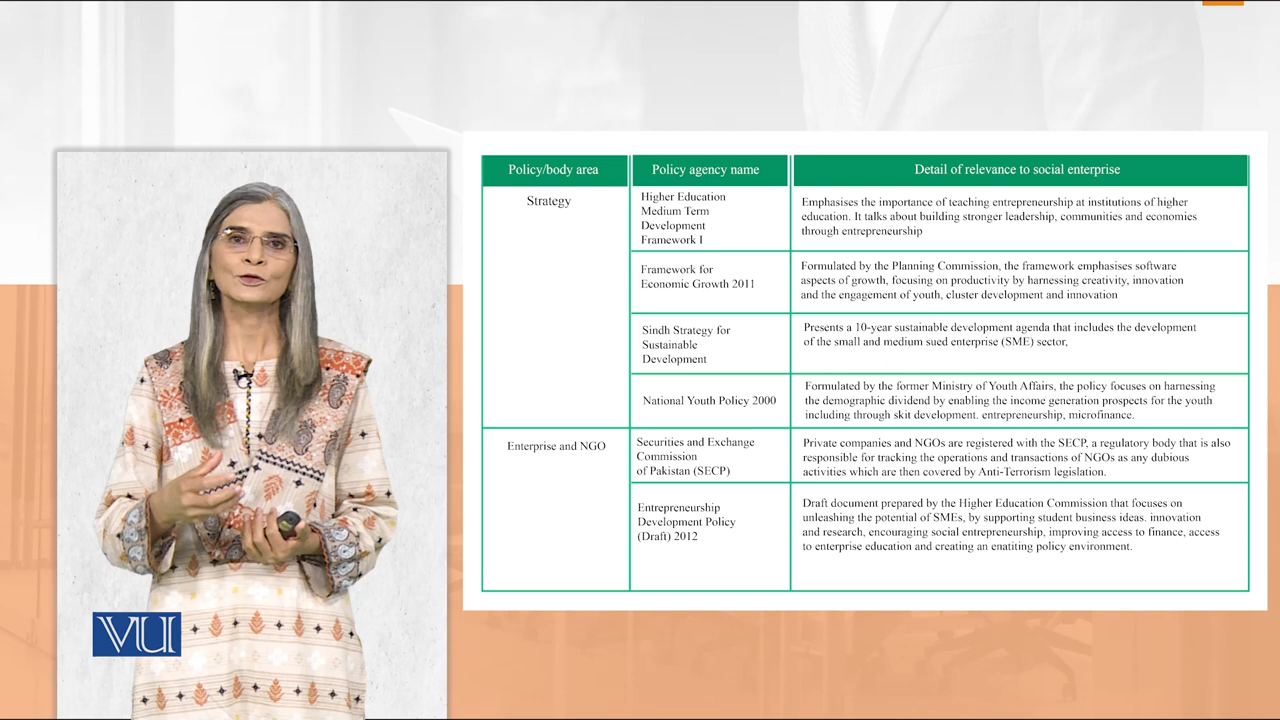 Policy/body area
Policy agency name
Detail of relevance to social enterprise
Strategy
Higher Education
Medium Term
Development
Framework I
Emphasises the importance of teaching entrepreneurship at institutions of higher
education. It talks about building stronger leadership, communities and economies
through entrepreneurship
Framework for
Economic Growth 2011
Formulated by the Planning Commission, the framework emphasises software
aspects of growth, focusing on productivity by harnessing creativity, innovation
and the engagement of youth, cluster development and innovation
Sindh Strategy for
Sustainable
Development
Presents a 10-year sustainable development agenda that includes the development
of the small and medium sued enterprise (SME) sector,
National Youth Policy 2000
Formulated by the former Ministry of Youth Affairs, the policy focuses on harnessing
the demographic dividend by enabling the income generation prospects for the youth
including through skit development. entrepreneurship, microfinance.
Enterprise and NGO
Securities and Exchange
Commission
of Pakistan (SECP)
Private companies and NGOs are registered with the SECP, a regulatory body that is also
responsible for tracking the operations and transactions of NGOs as any dubious
activities which are then covered by Anti-Terrorism legislation.
Entrepreneurship
Development Policy
(Draft) 2012
Draft document prepared by the Higher Education Commission that focuses on
unleashing the potential of SMEs, by supporting student business ideas. innovation
and research, encouraging social entrepreneurship, improving access to finance, access
to enterprise education and creating an enatiting policy environment.
VU